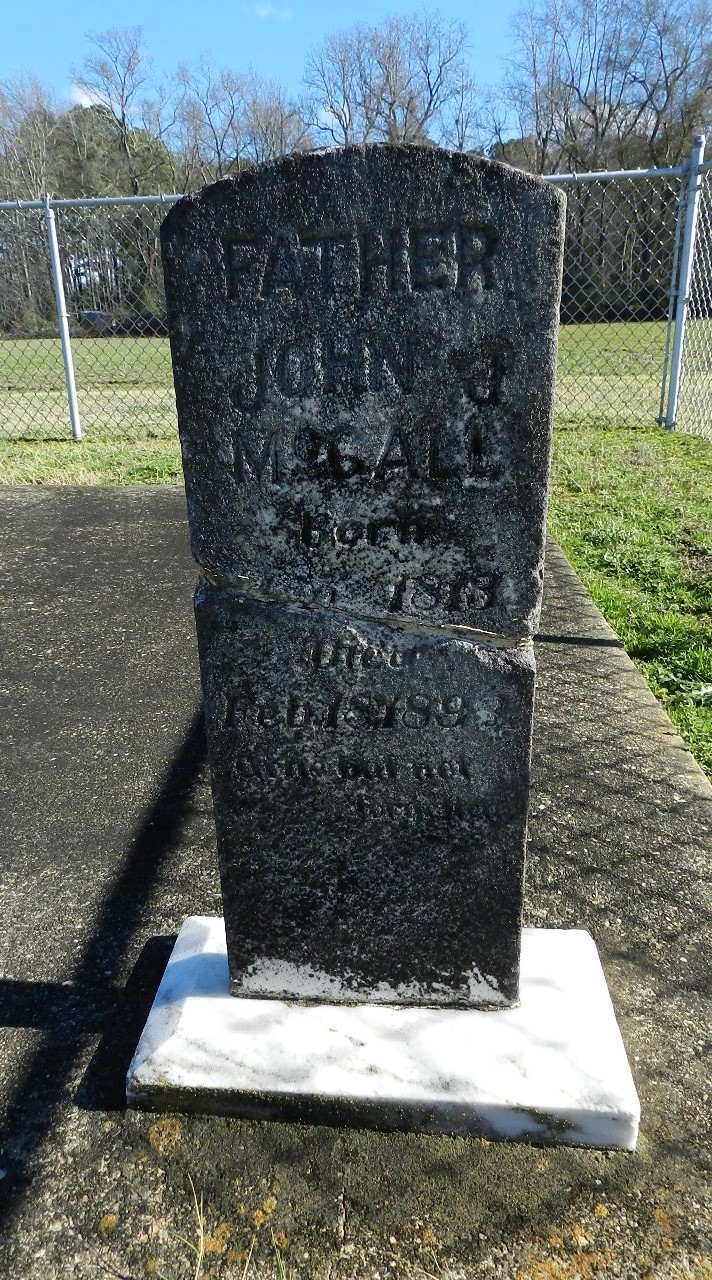 FATHER
JOHN J
McCALL
Born
1813
Died
Feb. 18, 1893
Gone but not
forgotten